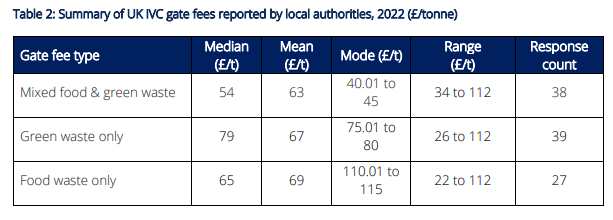 Table 2: Summary of UK IVC gate fees reported by local authorities, 2022 (£/tonne)
Gate fee type Median (£/t) Mean (£/t) Mode (£/t) Range (£/t) Response count
Mixed food & green waste 54 63 40.01 to 45 34 to 112 38
Green waste only 79 67 75.01 to 80 26 to 112 39
Food waste only 65 69 110.01 to 115 22 to 112 27